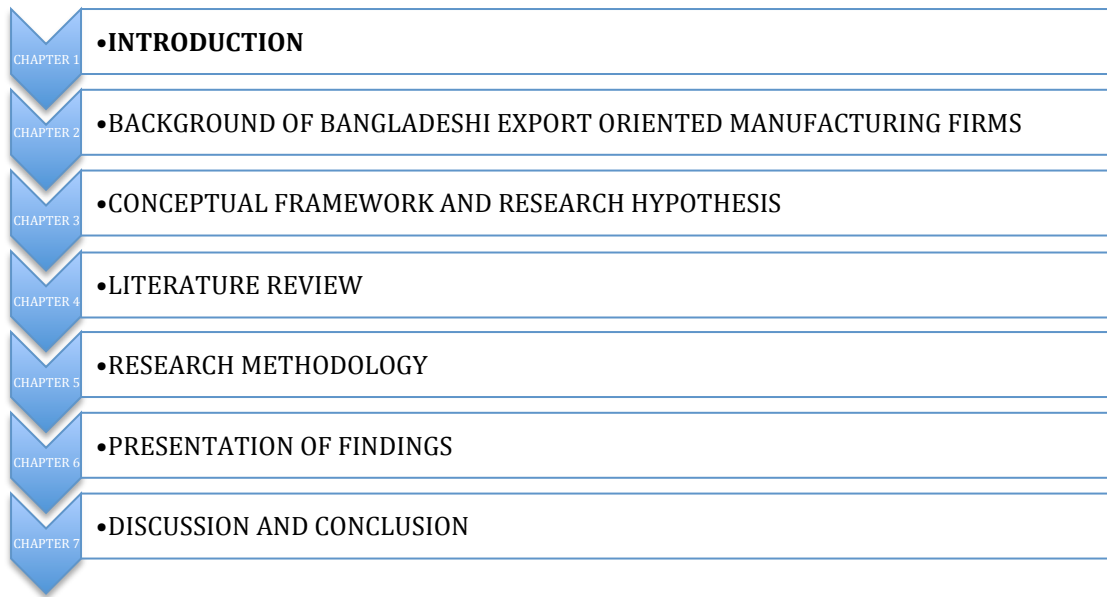 CHAPTER 1
•INTRODUCTION
CHAPTER 2
•BACKGROUND OF BANGLADESHI EXPORT ORIENTED MANUFACTURING FIRMS
CHAPTER 3
•CONCEPTUAL FRAMEWORK AND RESEARCH HYPOTHESIS
CHAPTER 4
•LITERATURE REVIEW
CHAPTER 5
•RESEARCH METHODOLOGY
CHAPTER 6
•PRESENTATION OF FINDINGS
CHAPTER 7
•DISCUSSION AND CONCLUSION